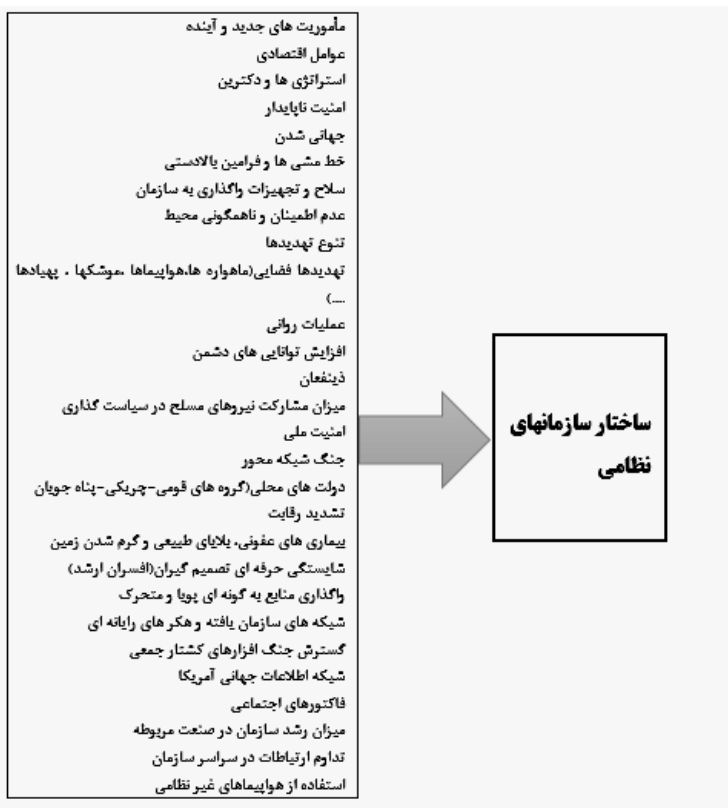 مأموریت های جدید و آینده
عوامل اقتصادی
استراتژی ها و دکترین
امنیت ناپایدار
جهانی شدن
خط مشی ها و فرامین بالادستی
سلاح و تجهیزات واگذاری به سازمان
عدم اطمینان و ناهمگونی محیط
تنوع تهدیدها
تهدیدها فضایی(ماهواره ها،هواپیماها ،موشکها ، پهپادها
....)
عملیات روانی
افزایش توانایی های دشمن
ذینفعان
میزان مشارکت نیروهای مسلح در سیاست گذاری
امنیت ملی
جنگ شبکه محور
دولت های محلی(گروه های قومی-چریکی-پناه جویان
تشدید رقابت
بیماری های عفونی، بلایای طبیعی و گرم شدن زمین
شایستگی حرفه ای تصمیم گیران(افسران ارشد)
واگذاری منابع به گونه ای پویا و متحرک
شبکه های سازمان یافته و هکر های رایانه ای
گسترش جنگ افزارهای کشتار جمعی
شبکه اطلاعات جهانی آمریکا
فاکتورهای اجتماعی
میزان رشد سازمان در صنعت مربوطه
تداوم ارتباطات در سراسر سازمان
استفاده از هواپیماهای غیر نظامی
ساختار سازمانهای
نظامی